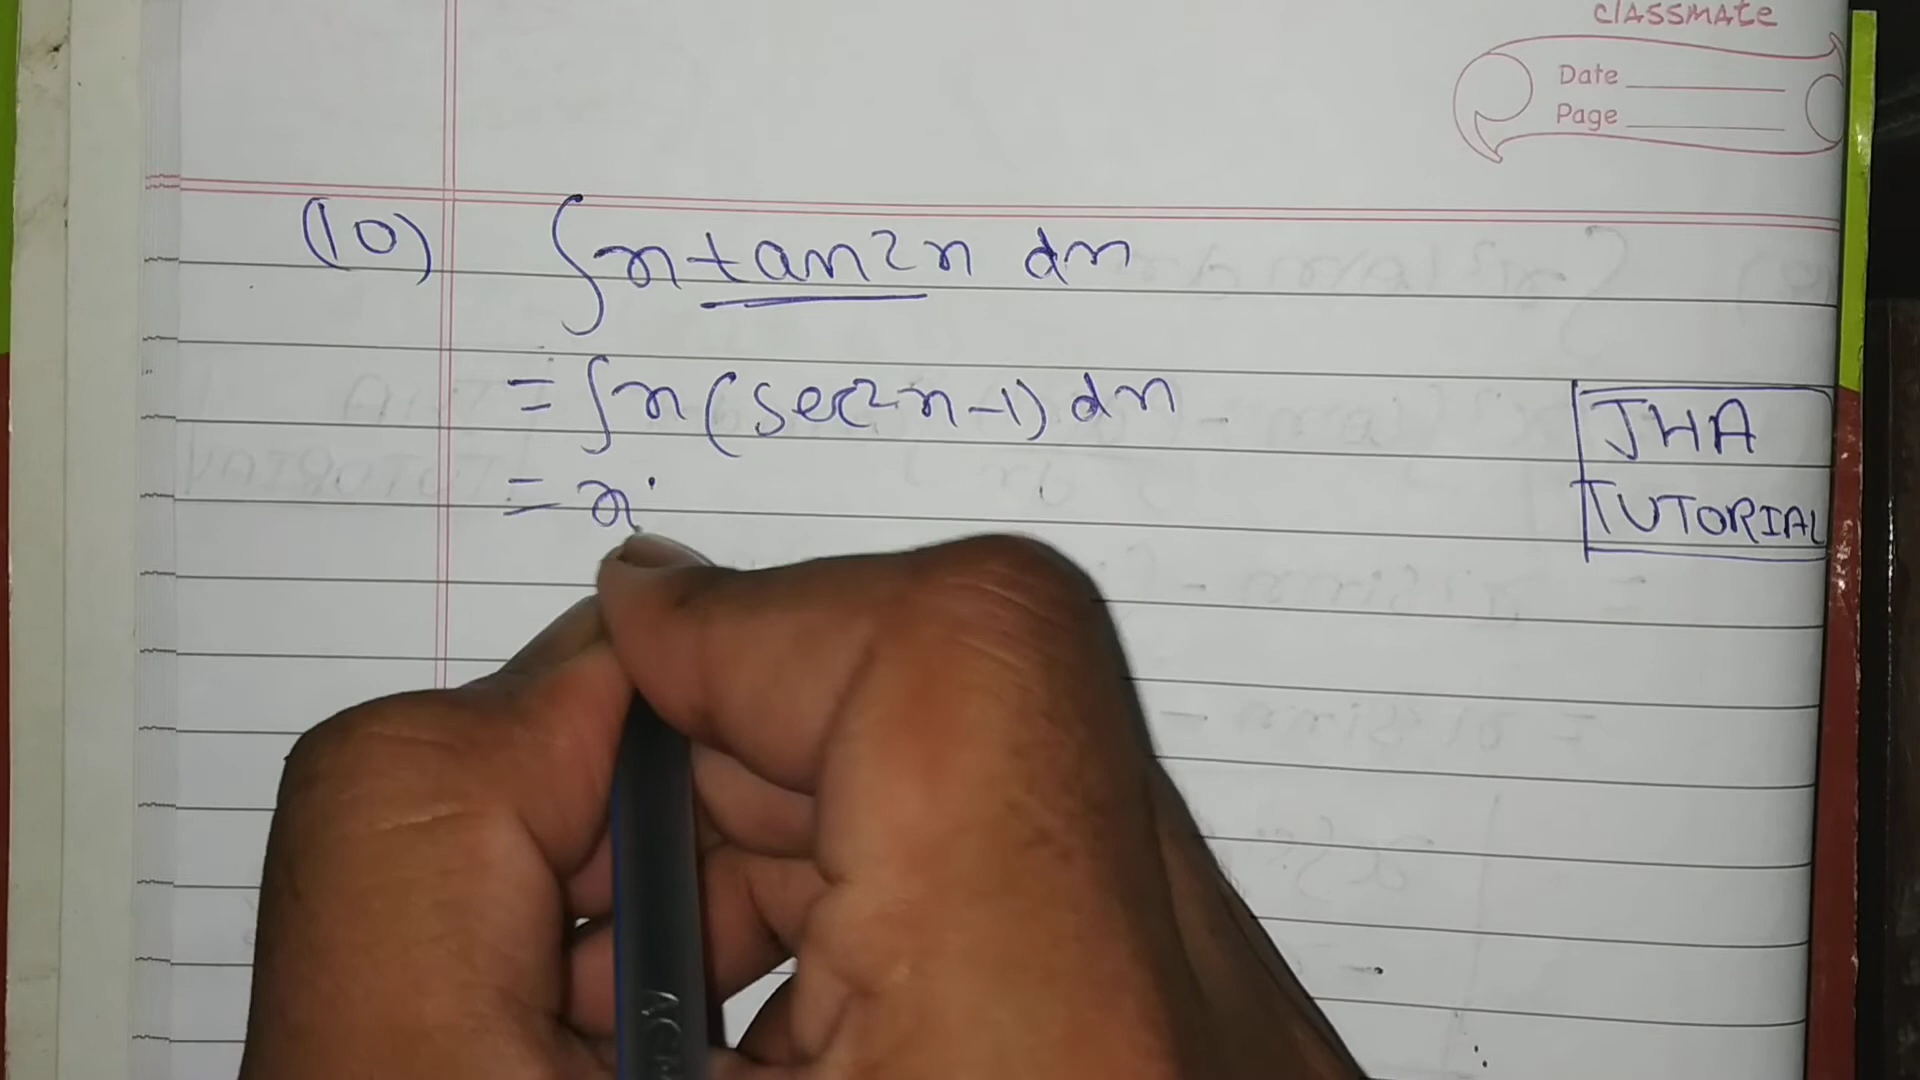 classmate
Date
Page
(10) ∫x tan2x dx
= ∫x (sec2x-1) dx
= x
JHA
TUTORIAL